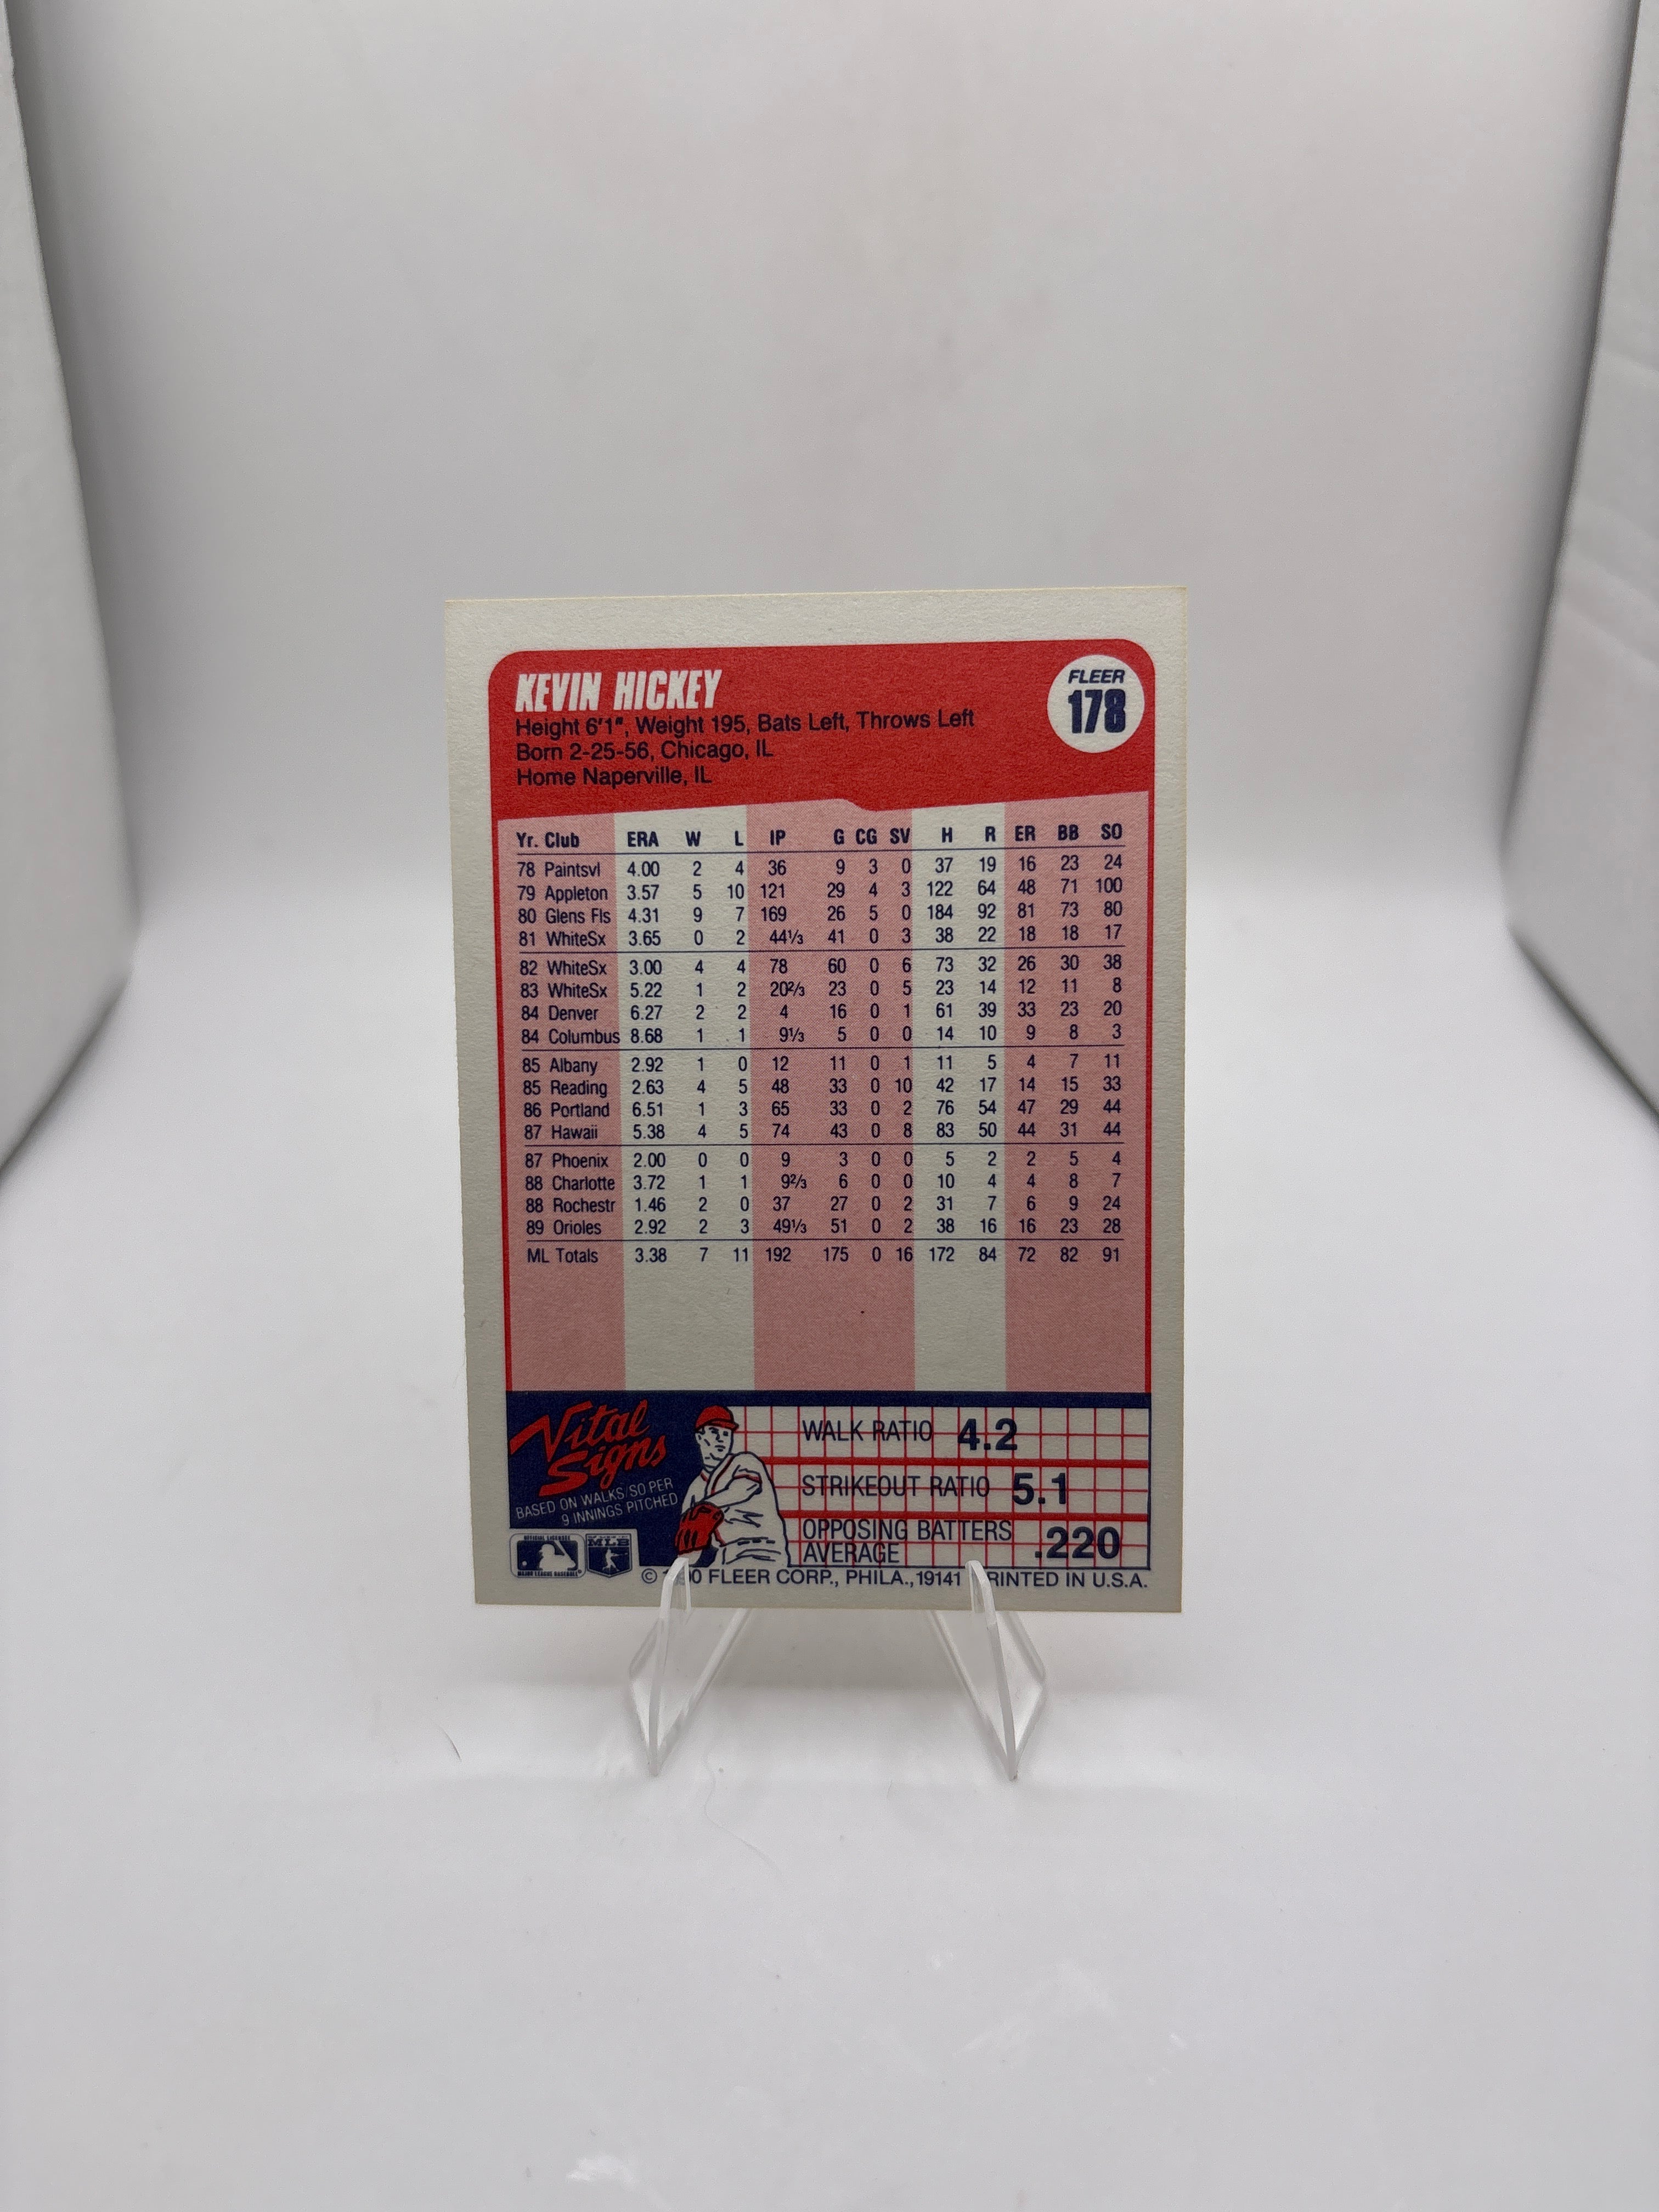 KEVIN HICKEY
FLEER
178
Height 6'1", Weight 195, Bats Left, Throws Left
Born 2-25-56, Chicago, IL
Home Naperville, IL
Yr. Club ERA W L IP G CG SV H R ER BB SO
78 Paintsvl 4.00 2 4 36 9 3 0 37 19 16 23 24
79 Appleton 3.57 5 10 121 29 4 3 122 64 48 71 100
80 Glens Fls 4.31 9 7 169 26 5 0 184 92 81 73 80
81 WhiteSx 3.65 0 2 44⅓ 41 0 3 38 22 18 18 17
82 WhiteSx 3.00 4 4 78 60 0 6 73 32 26 30 38
83 WhiteSx 5.22 1 2 20⅔ 23 0 5 23 14 12 11 8
84 Denver 6.27 2 2 4 16 0 1 61 39 33 23 20
84 Columbus 8.68 1 1 9⅓ 5 0 0 14 10 9 8 3
85 Albany 2.92 1 0 12 11 0 1 11 5 4 7 11
85 Reading 2.63 4 5 48 33 0 10 42 17 14 15 33
86 Portland 6.51 1 3 65 33 0 2 76 54 47 29 44
87 Hawaii 5.38 4 5 74 43 0 8 83 50 44 31 44
87 Phoenix 2.00 0 0 9 3 0 0 5 2 2 5 4
88 Charlotte 3.72 1 1 9⅔ 6 0 0 10 4 4 8 7
88 Rochestr 1.46 2 0 37 27 0 2 31 7 6 9 24
89 Orioles 2.92 2 3 49⅓ 51 0 2 38 16 16 23 28
ML Totals 3.38 7 11 192 175 0 16 172 84 72 82 91
Vital
Signs
BASED ON WALKS/SO PER
9 INNINGS PITCHED
WALK RATIO 4.2
STRIKEOUT RATIO 5.1
OPPOSING BATTERS
AVERAGE .220
MAJOR LEAGUE BASEBALL
MLB
© FLEER CORP., PHILA., 19141 PRINTED IN U.S.A.